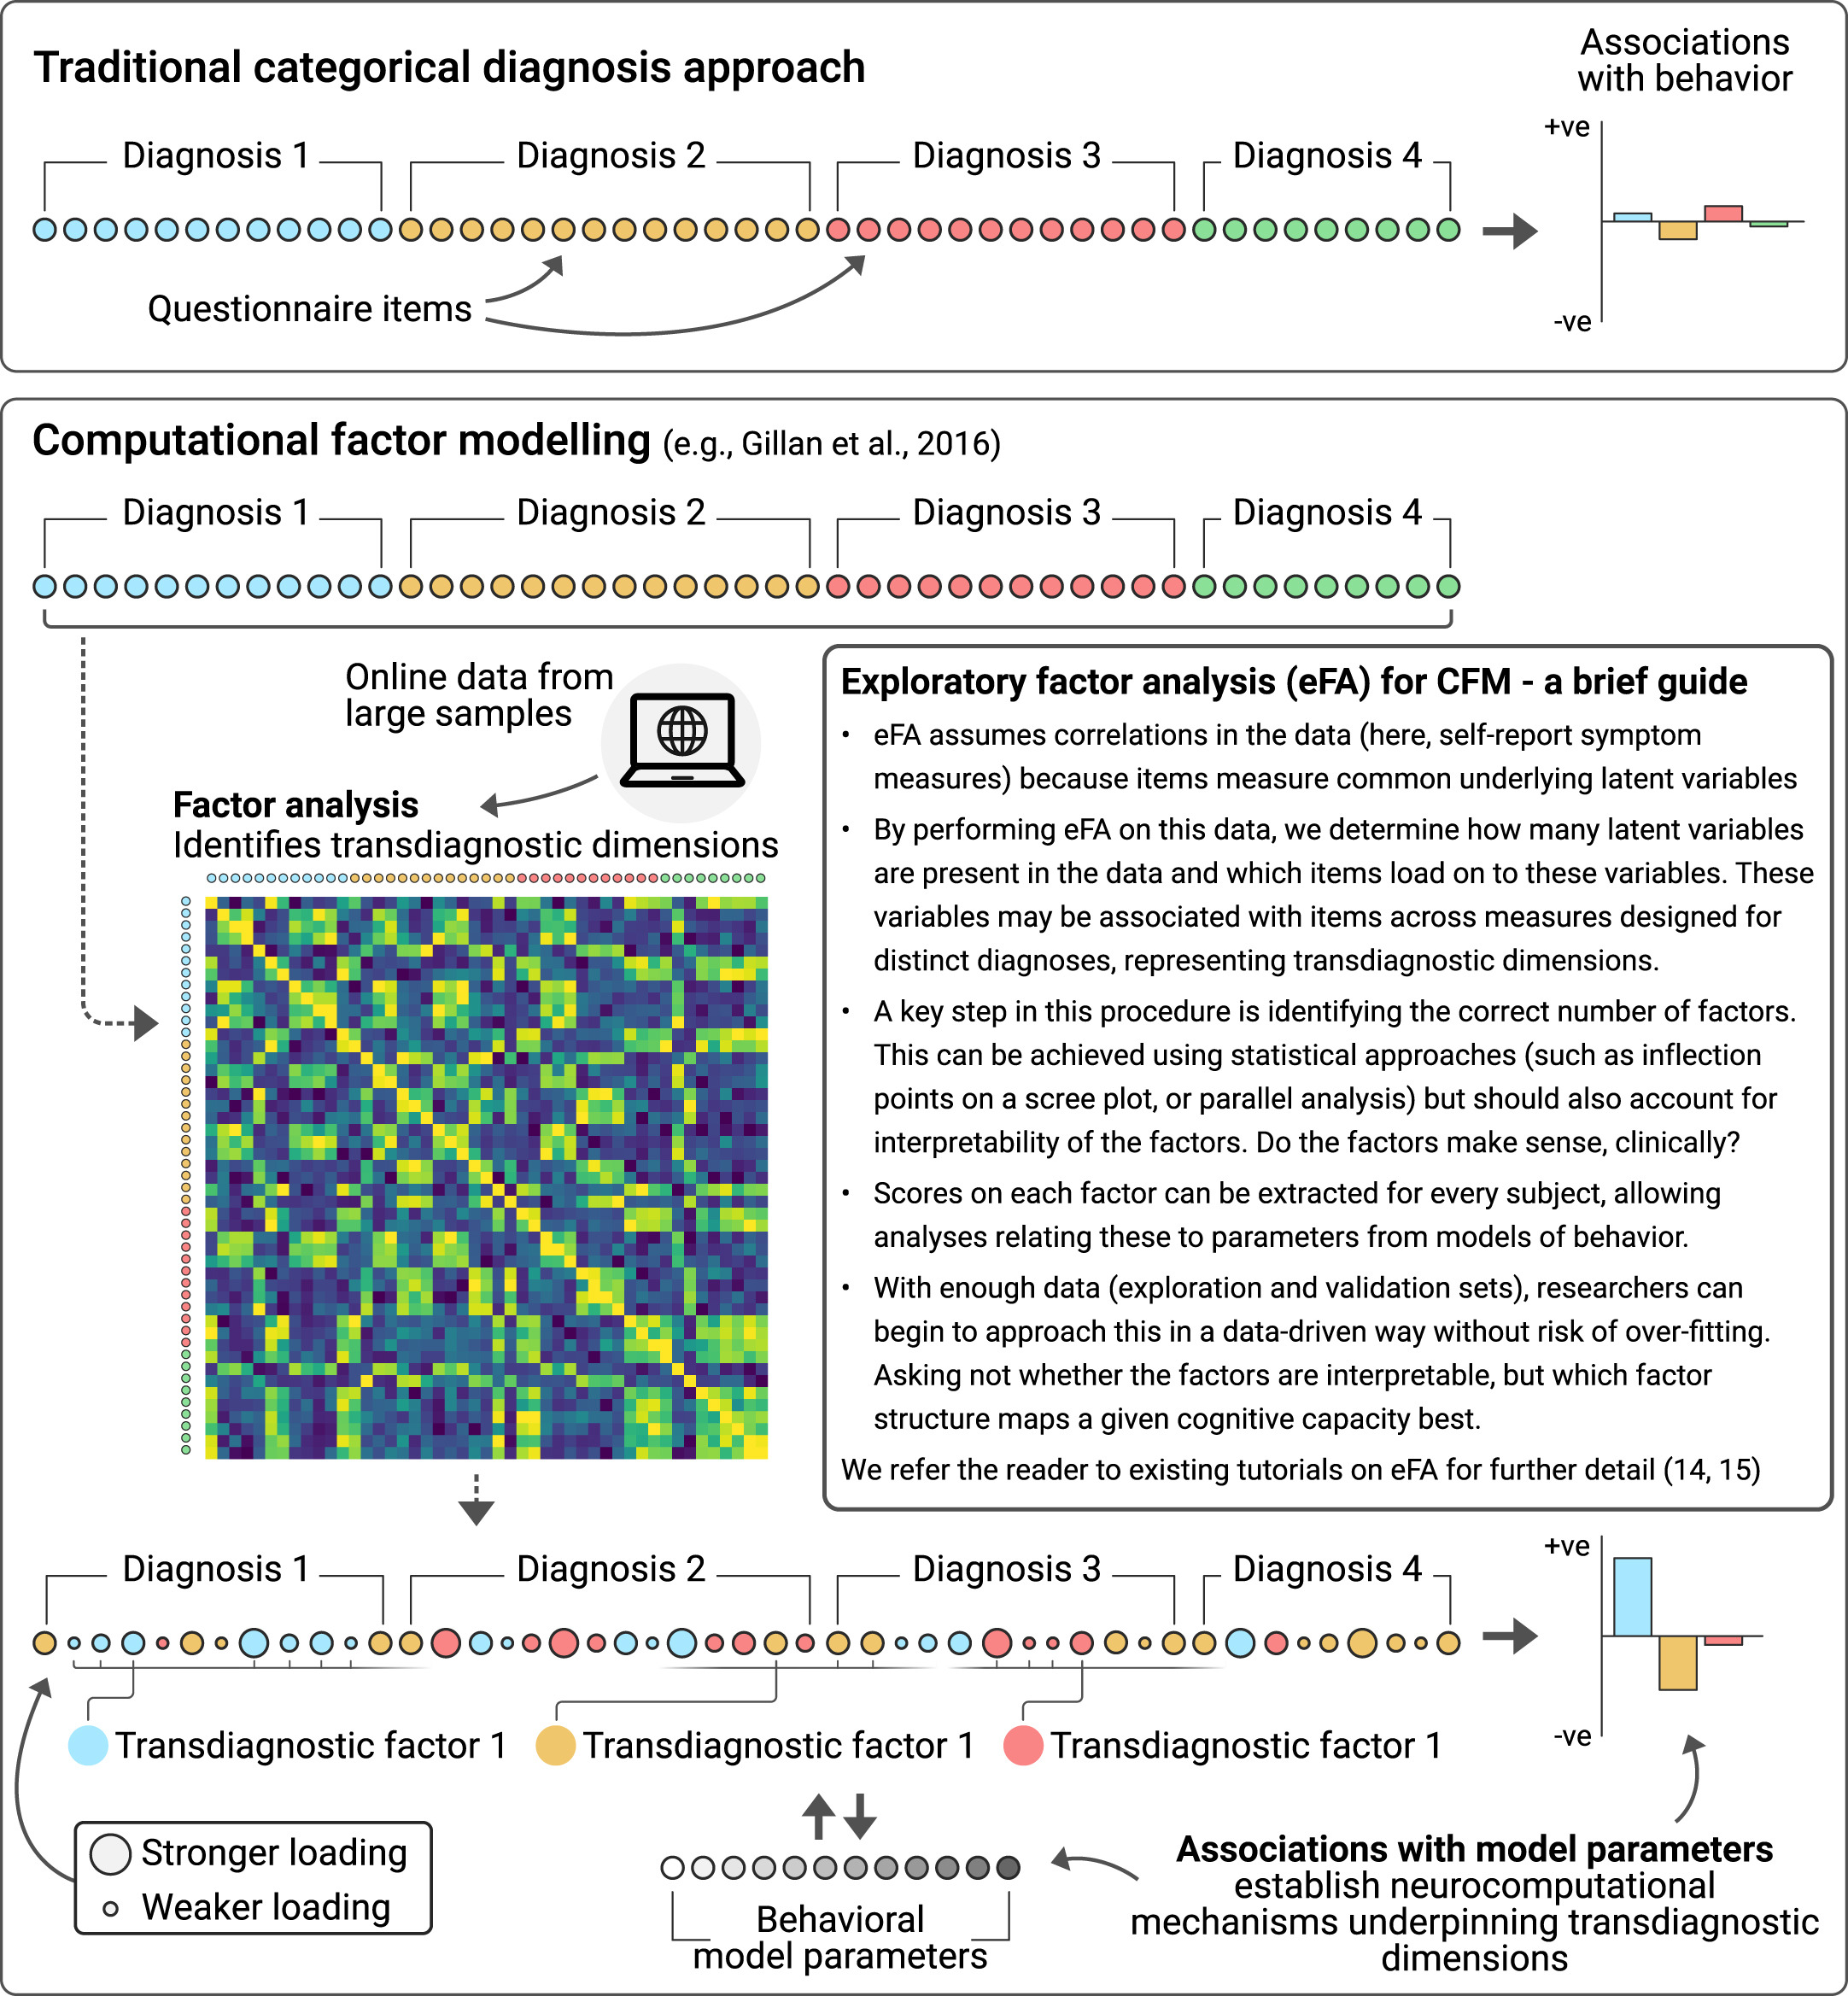 Traditional categorical diagnosis approach
Associations
with behavior
+ve
-ve
Diagnosis 1
Diagnosis 2
Diagnosis 3
Diagnosis 4
Questionnaire items
Computational factor modelling (e.g., Gillan et al., 2016)
Diagnosis 1
Diagnosis 2
Diagnosis 3
Diagnosis 4
Online data from
large samples
Factor analysis
Identifies transdiagnostic dimensions
Exploratory factor analysis (eFA) for CFM - a brief guide
• eFA assumes correlations in the data (here, self-report symptom
measures) because items measure common underlying latent variables
• By performing eFA on this data, we determine how many latent variables
are present in the data and which items load on to these variables. These
variables may be associated with items across measures designed for
distinct diagnoses, representing transdiagnostic dimensions.
• A key step in this procedure is identifying the correct number of factors.
This can be achieved using statistical approaches (such as inflection
points on a scree plot, or parallel analysis) but should also account for
interpretability of the factors. Do the factors make sense, clinically?
• Scores on each factor can be extracted for every subject, allowing
analyses relating these to parameters from models of behavior.
• With enough data (exploration and validation sets), researchers can
begin to approach this in a data-driven way without risk of over-fitting.
Asking not whether the factors are interpretable, but which factor
structure maps a given cognitive capacity best.
We refer the reader to existing tutorials on eFA for further detail (14, 15)
Diagnosis 1
Diagnosis 2
Diagnosis 3
Diagnosis 4
+ve
-ve
Transdiagnostic factor 1
Transdiagnostic factor 1
Transdiagnostic factor 1
Stronger loading
Weaker loading
Behavioral
model parameters
Associations with model parameters
establish neurocomputational
mechanisms underpinning transdiagnostic
dimensions